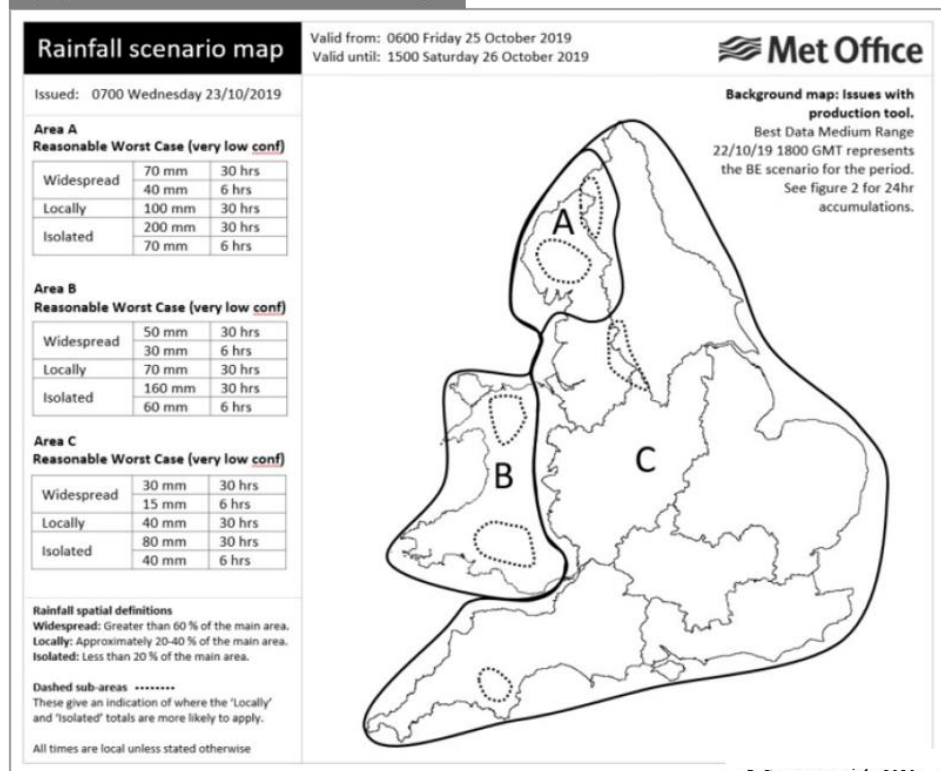 Rainfall scenario map
Valid from: 0600 Friday 25 October 2019
Valid until: 1500 Saturday 26 October 2019
Met Office
Issued: 0700 Wednesday 23/10/2019
Background map: Issues with
production tool.
Best Data Medium Range
22/10/19 1800 GMT represents
the BE scenario for the period.
See figure 2 for 24hr
accumulations.
Area A
Reasonable Worst Case (very low conf)
Widespread 70 mm 30 hrs
40 mm 6 hrs
Locally 100 mm 30 hrs
Isolated 200 mm 30 hrs
70 mm 6 hrs
Area B
Reasonable Worst Case (very low conf)
Widespread 50 mm 30 hrs
30 mm 6 hrs
Locally 70 mm 30 hrs
Isolated 160 mm 30 hrs
60 mm 6 hrs
Area C
Reasonable Worst Case (very low conf)
Widespread 30 mm 30 hrs
15 mm 6 hrs
Locally 40 mm 30 hrs
Isolated 80 mm 30 hrs
40 mm 6 hrs
Rainfall spatial definitions
Widespread: Greater than 60 % of the main area.
Locally: Approximately 20-40 % of the main area.
Isolated: Less than 20 % of the main area.
Dashed sub-areas ••••••••
These give an indication of where the 'Locally'
and 'Isolated' totals are more likely to apply.
All times are local unless stated otherwise
A
B
C